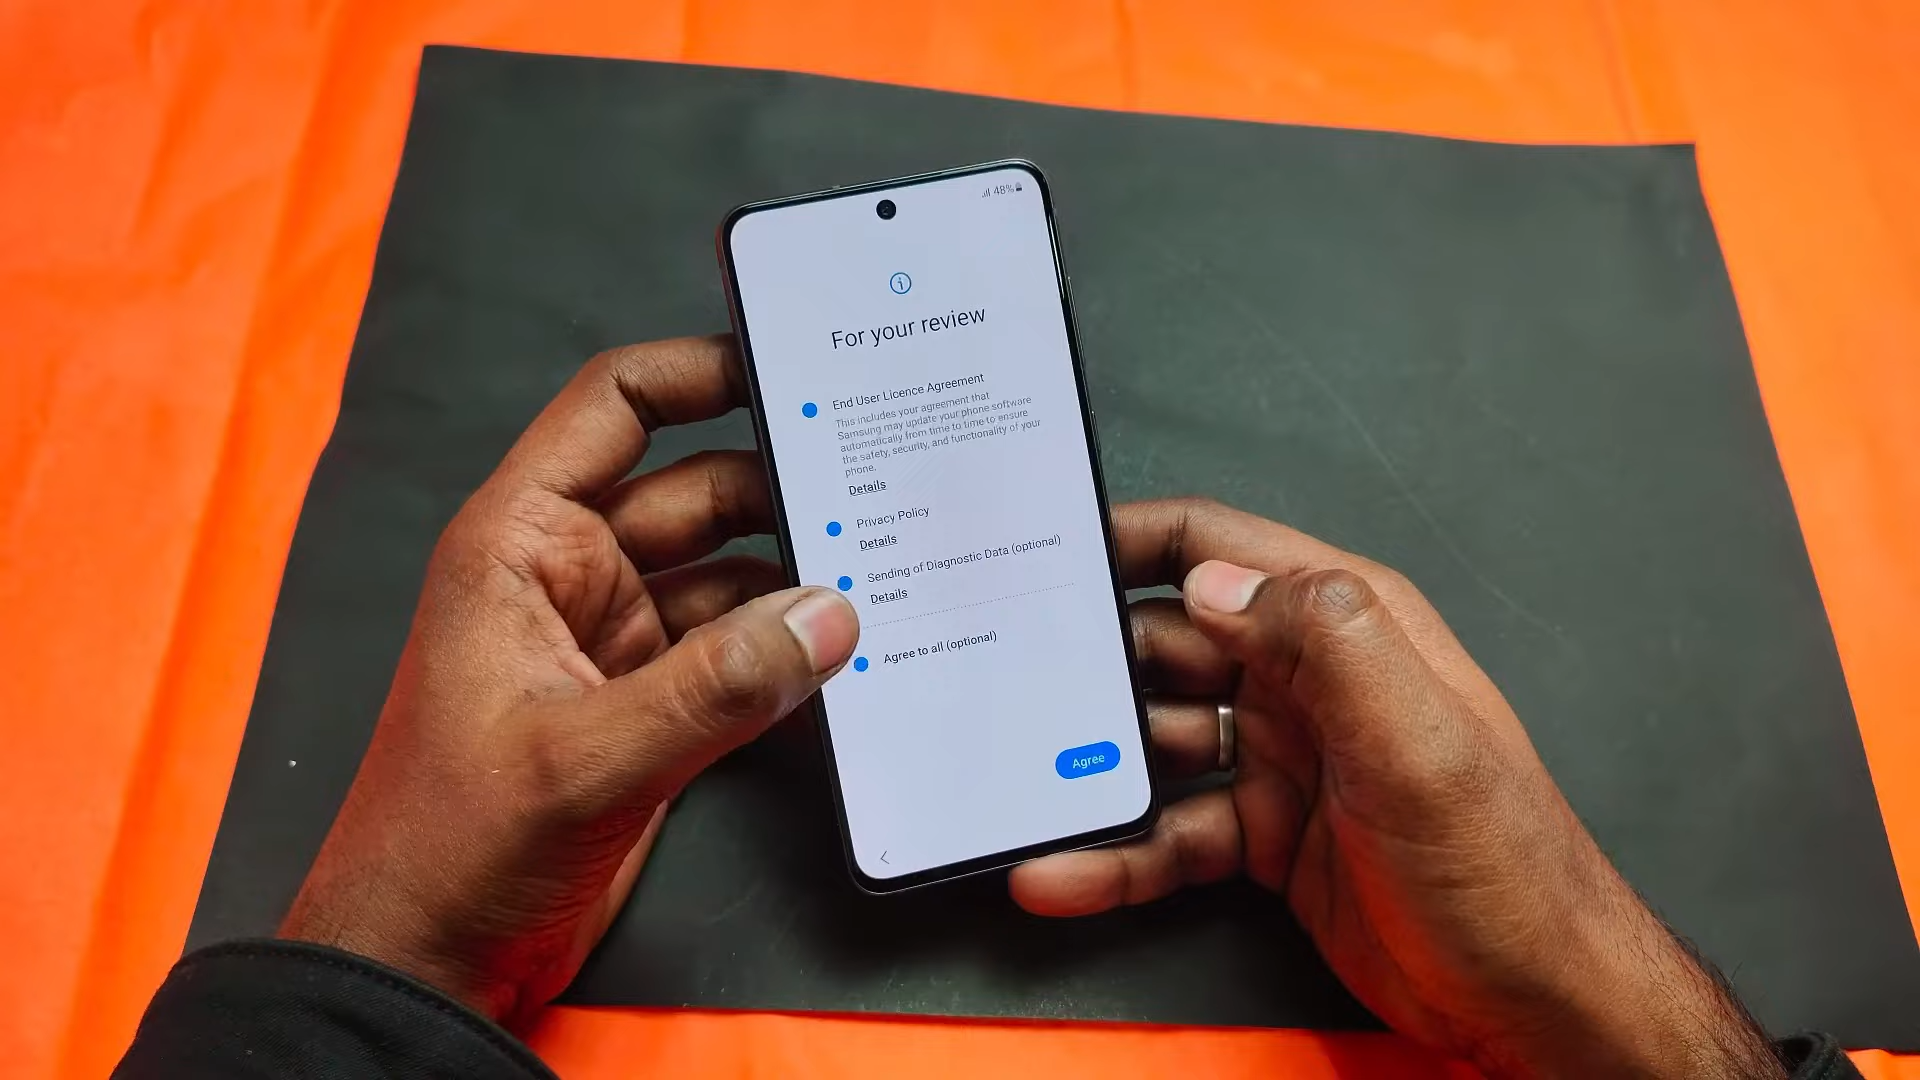 48%
For your review
End User Licence Agreement
This includes your agreement that
Samsung may update your phone software
automatically from time to time to ensure
the safety, security, and functionality of your
phone.
Details
Privacy Policy
Details
Sending of Diagnostic Data (optional)
Details
Agree to all (optional)
Agree